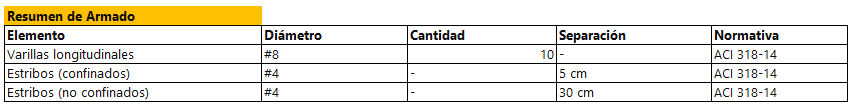 Resumen de Armado
Elemento Diámetro Cantidad Separación Normativa
Varillas longitudinales #8 10 - ACI 318-14
Estribos (confinados) #4 - 5 cm ACI 318-14
Estribos (no confinados) #4 - 30 cm ACI 318-14